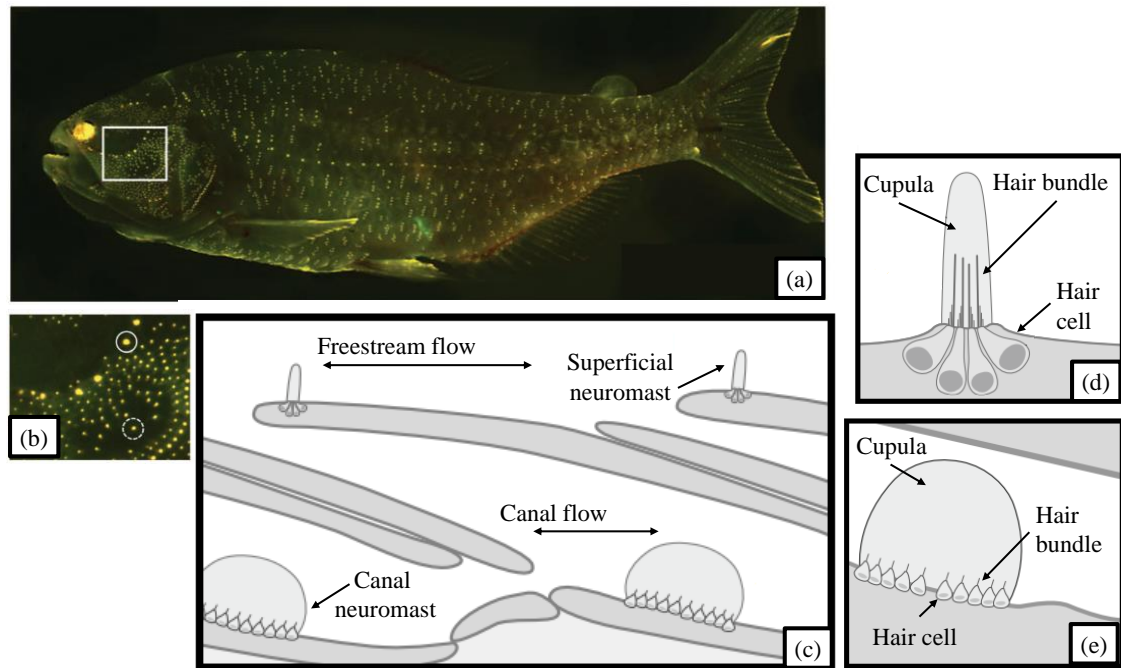 (a)
(b)
Freestream flow
Superficial
neuromast
Canal flow
Canal
neuromast
(c)
Cupula
Hair bundle
Hair
cell
(d)
Cupula
Hair
bundle
Hair cell
(e)